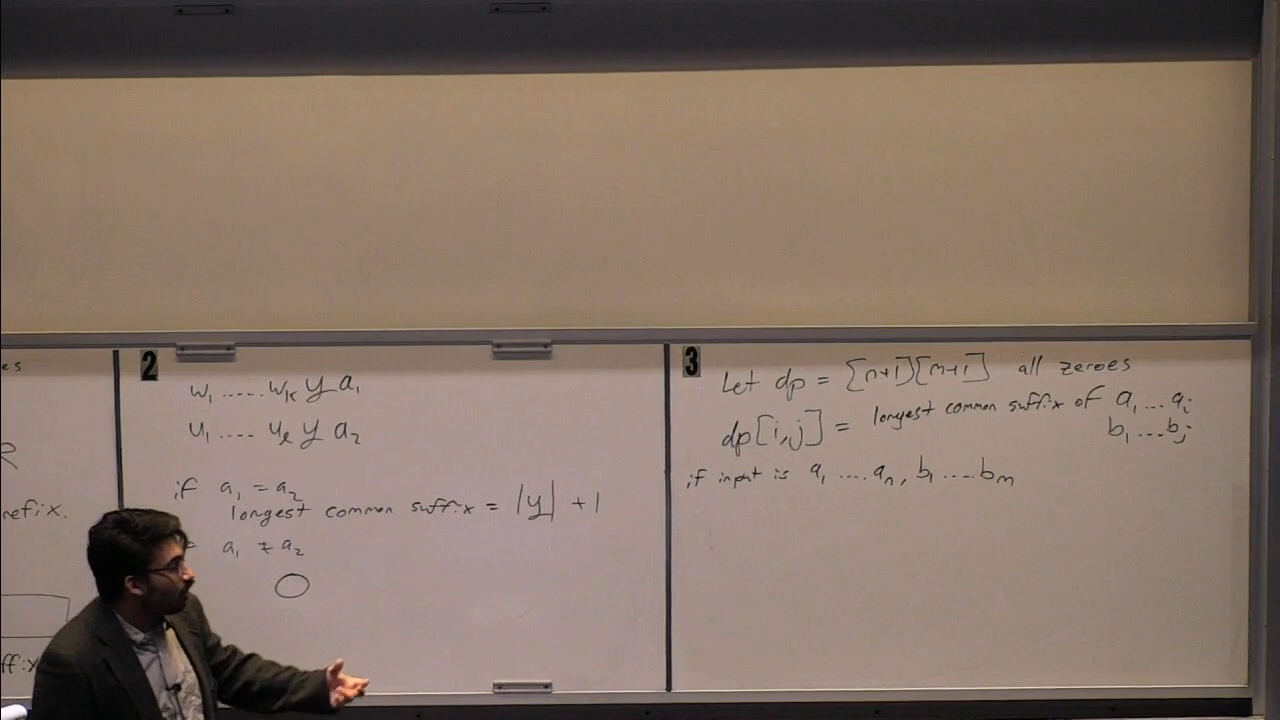 es
R
refix.
ffix
2
w₁ ..... wₖ y a₁
u₁ .... uₗ y a₂
if a₁ = a₂
longest common suffix = |y| + 1
a₁ ≠ a₂
0
3
Let dp = [n+1][m+1] all zeroes
dp[i,j] = longest common suffix of a₁...aᵢ
b₁...bⱼ
if input is a₁ ....aₙ, b₁ ....bₘ